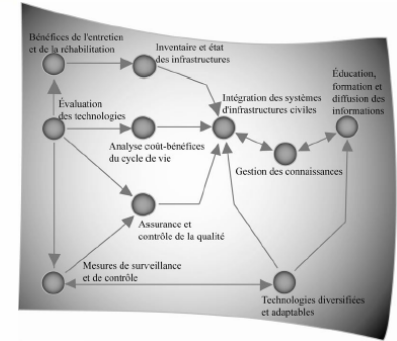 Bénéfices de l'entretien
et de la réhabilitation
Inventaire et état
des infrastructures
Évaluation
des technologies
Intégration des systèmes
d'infrastructures civiles
Éducation,
formation et
diffusion des
informations
Analyse coût-bénéfices
du cycle de vie
Gestion des connaissances
Assurance et
contrôle de la qualité
Mesures de surveillance
et de contrôle
Technologies diversifiées
et adaptables